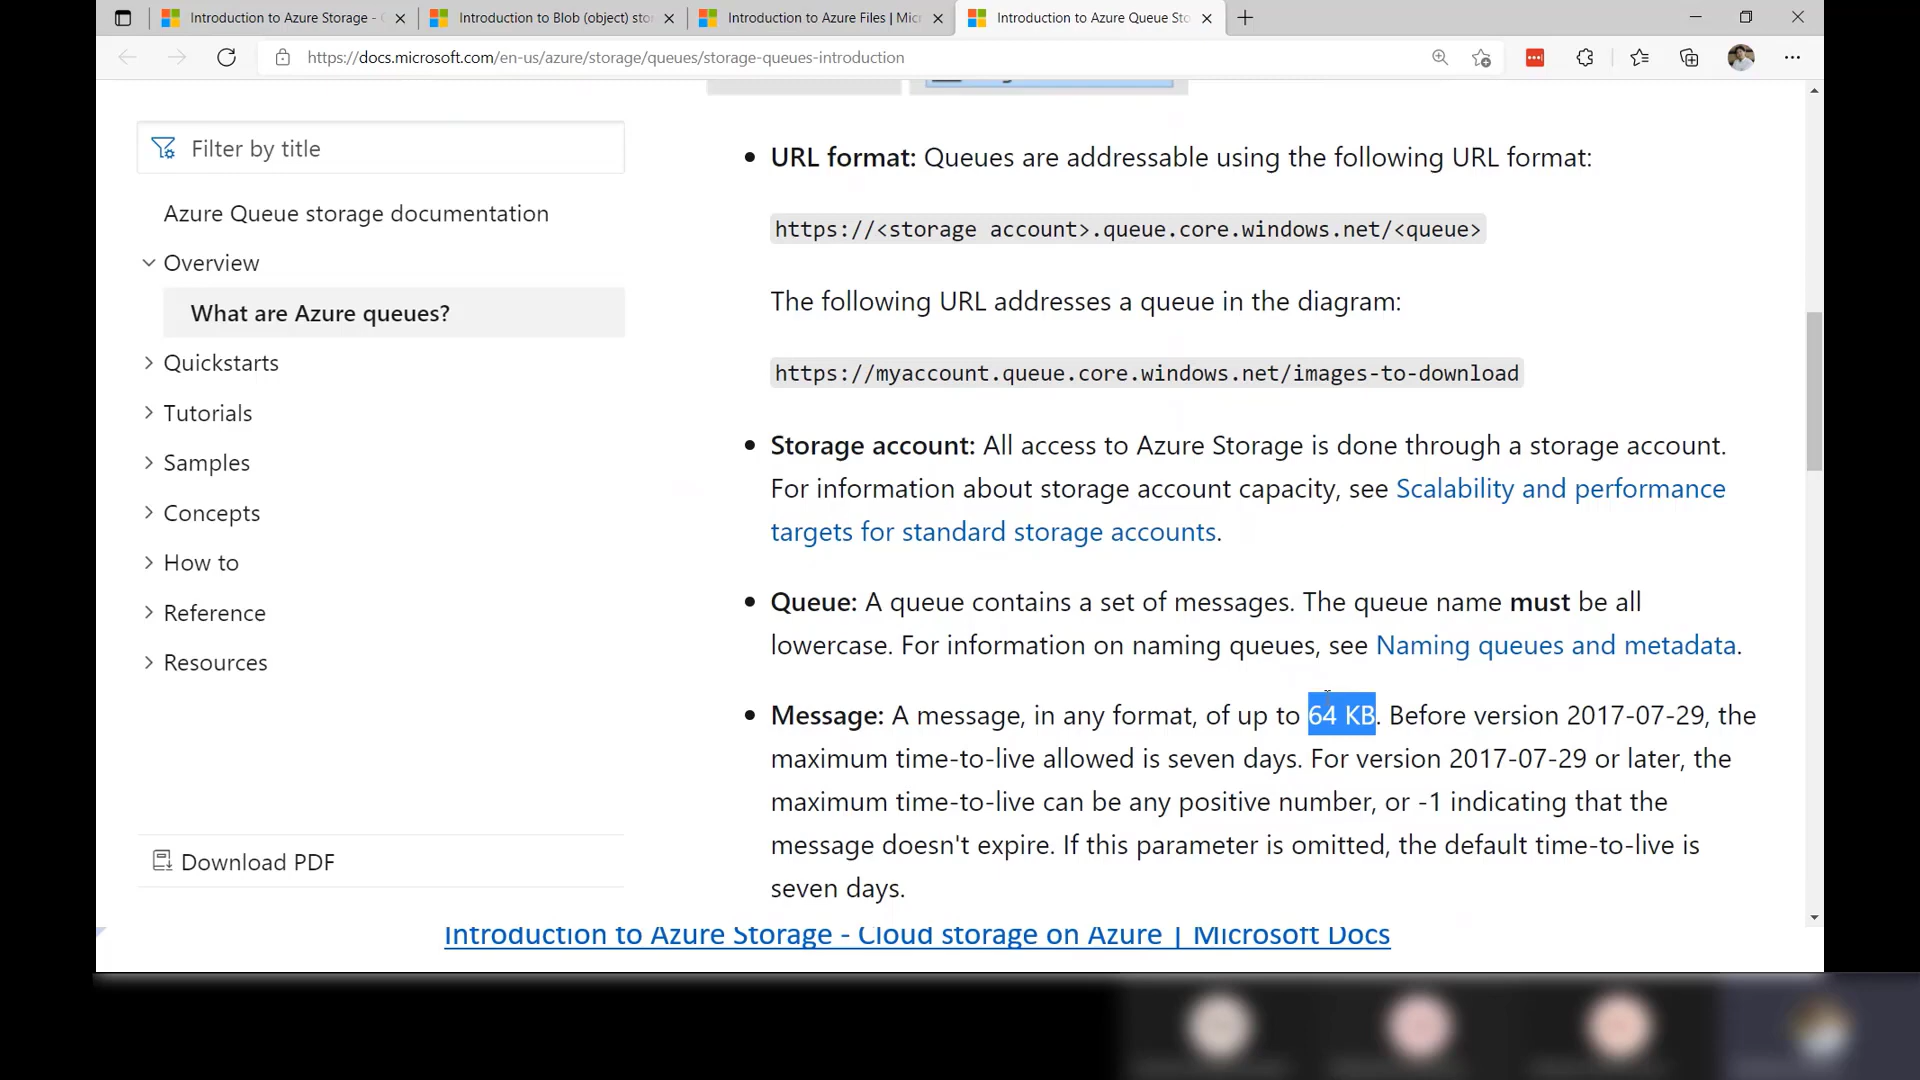 Introduction to Azure Storage - C
Introduction to Blob (object) stor
Introduction to Azure Files | Micr
Introduction to Azure Queue Sto
https://docs.microsoft.com/en-us/azure/storage/queues/storage-queues-introduction
Filter by title
Azure Queue storage documentation
Overview
What are Azure queues?
Quickstarts
Tutorials
Samples
Concepts
How to
Reference
Resources
Download PDF
URL format: Queues are addressable using the following URL format:
https://<storage account>.queue.core.windows.net/<queue>
The following URL addresses a queue in the diagram:
https://myaccount.queue.core.windows.net/images-to-download
Storage account: All access to Azure Storage is done through a storage account.
For information about storage account capacity, see Scalability and performance
targets for standard storage accounts.
Queue: A queue contains a set of messages. The queue name must be all
lowercase. For information on naming queues, see Naming queues and metadata.
Message: A message, in any format, of up to 64 KB. Before version 2017-07-29, the
maximum time-to-live allowed is seven days. For version 2017-07-29 or later, the
maximum time-to-live can be any positive number, or -1 indicating that the
message doesn't expire. If this parameter is omitted, the default time-to-live is
seven days.
Introduction to Azure Storage - Cloud storage on Azure | Microsoft Docs